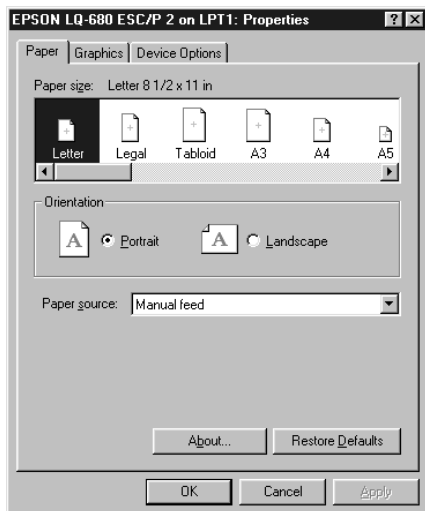 EPSON LQ-680 ESC/P 2 on LPT1: Properties
Paper Graphics Device Options
Paper size: Letter 8 1/2 x 11 in
Letter Legal Tabloid A3 A4 A5
Orientation
A Portrait A Landscape
Paper source: Manual feed
About... Restore Defaults
OK Cancel Apply